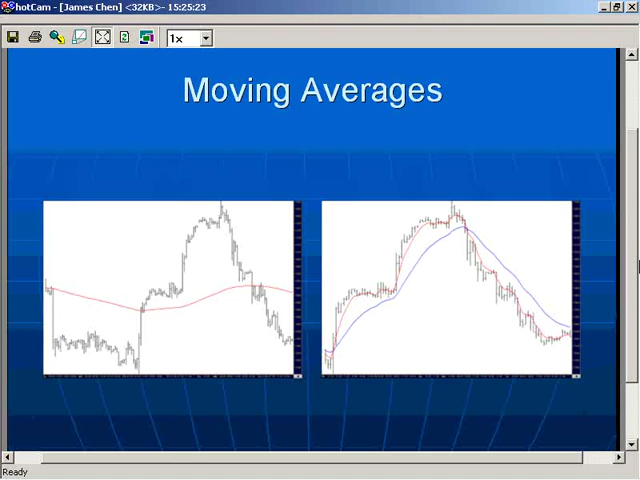 hotCam - [James Chen] <32KB> - 15:25:23
1x
Moving Averages
Ready